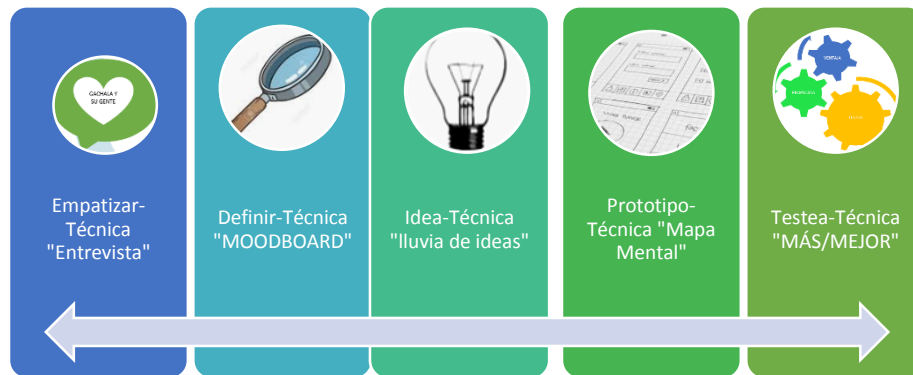 GACHALA Y
SU GENTE
VENTAJA
Empatizar-
Técnica
"Entrevista"
Definir-Técnica
"MOODBOARD"
Idea-Técnica
"lluvia de ideas"
Prototipo-
Técnica "Mapa
Mental"
Testea-Técnica
"MÁS/MEJOR"